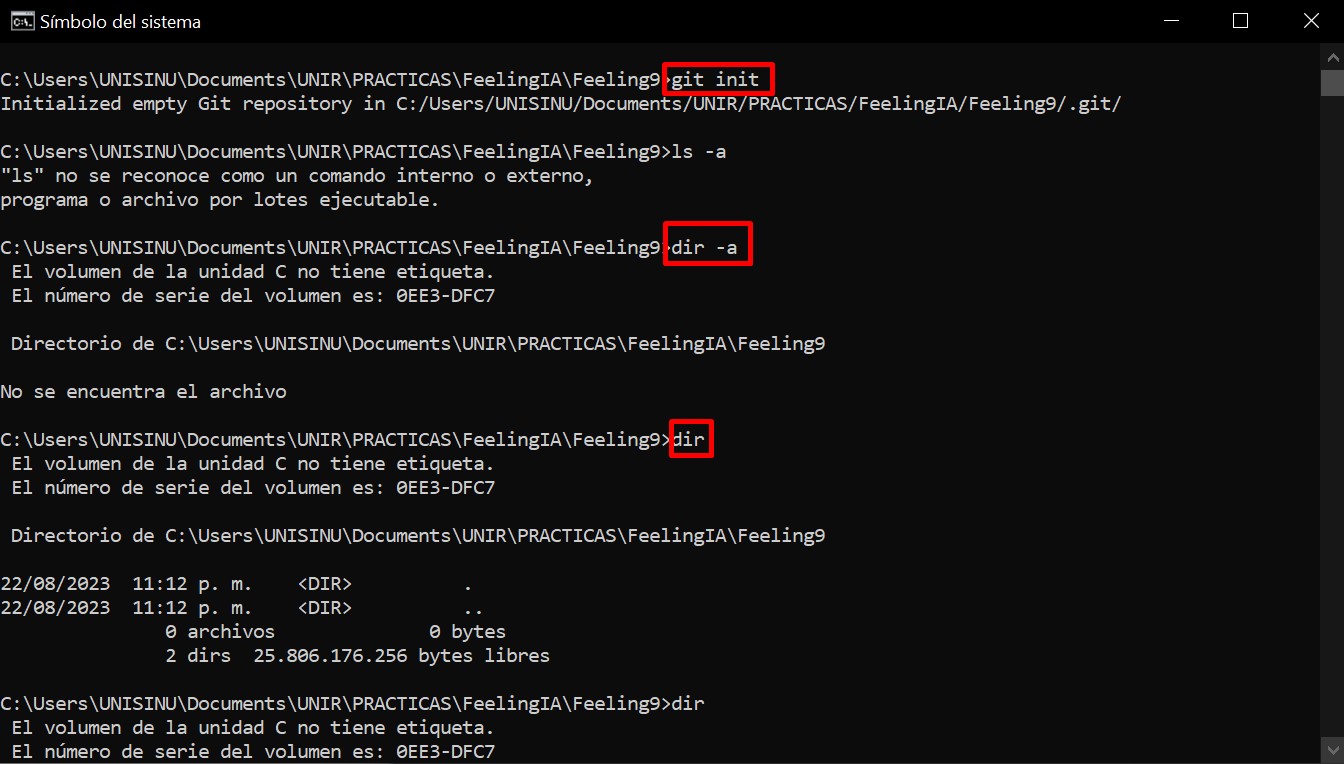 Símbolo del sistema
C:\Users\UNISINU\Documents\UNIR\PRACTICAS\FeelingIA\Feeling9>git init
Initialized empty Git repository in C:/Users/UNISINU/Documents/UNIR/PRACTICAS/FeelingIA/Feeling9/.git/
C:\Users\UNISINU\Documents\UNIR\PRACTICAS\FeelingIA\Feeling9>ls -a
"ls" no se reconoce como un comando interno o externo,
programa o archivo por lotes ejecutable.
C:\Users\UNISINU\Documents\UNIR\PRACTICAS\FeelingIA\Feeling9>dir -a
El volumen de la unidad C no tiene etiqueta.
El número de serie del volumen es: 0EE3-DFC7
Directorio de C:\Users\UNISINU\Documents\UNIR\PRACTICAS\FeelingIA\Feeling9
No se encuentra el archivo
C:\Users\UNISINU\Documents\UNIR\PRACTICAS\FeelingIA\Feeling9>dir
El volumen de la unidad C no tiene etiqueta.
El número de serie del volumen es: 0EE3-DFC7
Directorio de C:\Users\UNISINU\Documents\UNIR\PRACTICAS\FeelingIA\Feeling9
22/08/2023  11:12 p. m.    <DIR>          .
22/08/2023  11:12 p. m.    <DIR>          ..
0 archivos              0 bytes
2 dirs  25.806.176.256 bytes libres
C:\Users\UNISINU\Documents\UNIR\PRACTICAS\FeelingIA\Feeling9>dir
El volumen de la unidad C no tiene etiqueta.
El número de serie del volumen es: 0EE3-DFC7